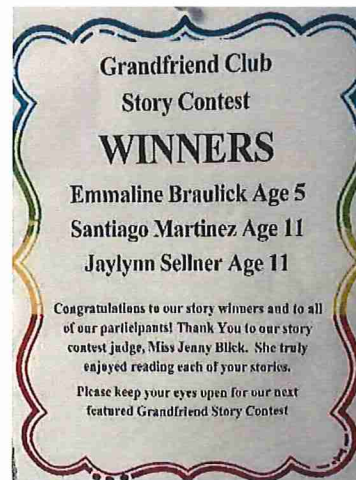 Grandfriend Club
Story Contest
WINNERS
Emmaline Braulick Age 5
Santiago Martinez Age 11
Jaylynn Sellner Age 11
Congratulations to our story winners and to all
of our participants! Thank You to our story
contest judge, Miss Jenny Blick. She truly
enjoyed reading each of your stories.
Please keep your eyes open for our next
featured Grandfriend Story Contest